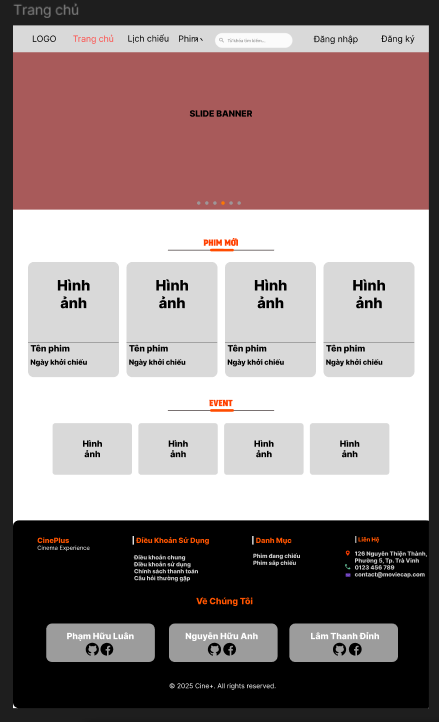 Trang chủ
LOGO Trang chủ Lịch chiếu Phim Từ khóa tìm kiếm... Đăng nhập Đăng ký
SLIDE BANNER
PHIM MỚI
Hình ảnh Hình ảnh Hình ảnh Hình ảnh
Tên phim Tên phim Tên phim Tên phim
Ngày khởi chiếu Ngày khởi chiếu Ngày khởi chiếu Ngày khởi chiếu
EVENT
Hình ảnh Hình ảnh Hình ảnh Hình ảnh
CinePlus
Cinema Experience
Điều Khoản Sử Dụng
Điều khoản chung
Điều khoản sử dụng
Chính sách thanh toán
Câu hỏi thường gặp
Danh Mục
Phim đang chiếu
Phim sắp chiếu
Liên Hệ
126 Nguyễn Thiện Thành,
Phường 5, Tp. Trà Vinh
0123 456 789
contact@moviecap.com
Về Chúng Tôi
Phạm Hữu Luân Nguyễn Hữu Anh Lâm Thanh Đỉnh
© 2025 Cine+. All rights reserved.